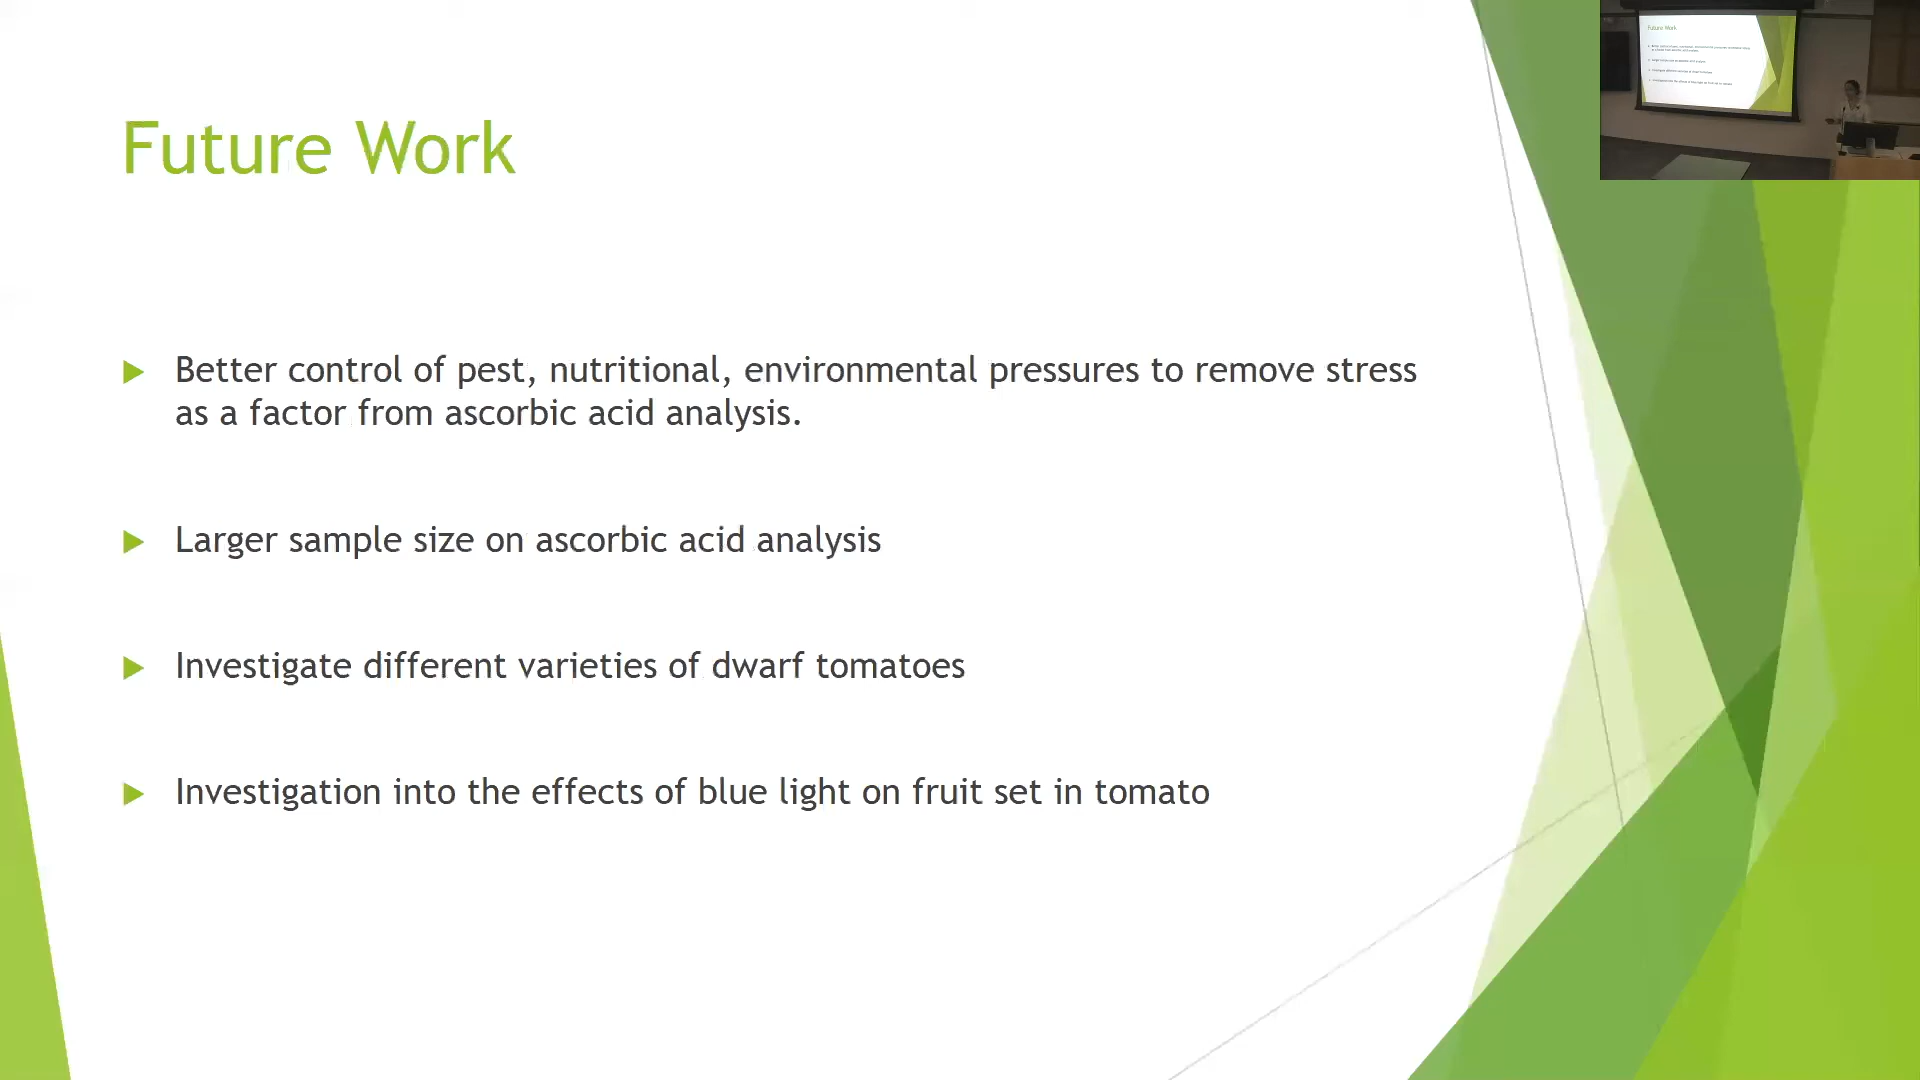 Future Work
Better control of pest, nutritional, environmental pressures to remove stress
as a factor from ascorbic acid analysis.
Larger sample size on ascorbic acid analysis
Investigate different varieties of dwarf tomatoes
Investigation into the effects of blue light on fruit set in tomato
Future Work